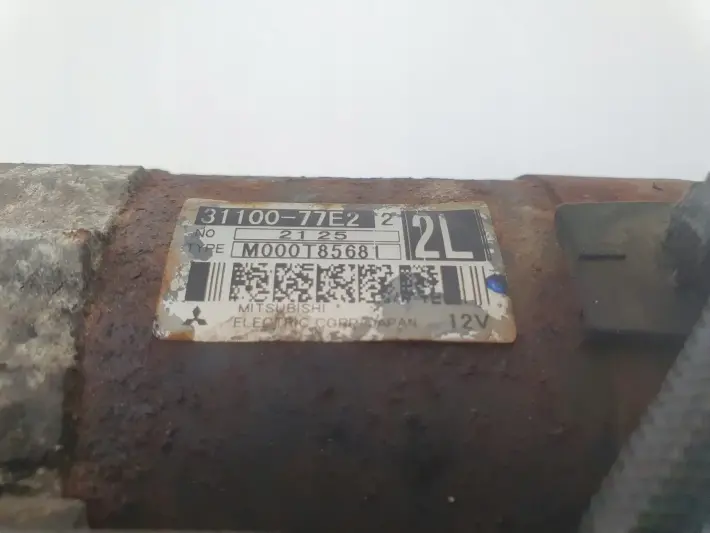 31100-77E2 2
2L
NO 2125
TYPE M000T85681
MITSUBISHI
ELECTRIC CORP. JAPAN 12V